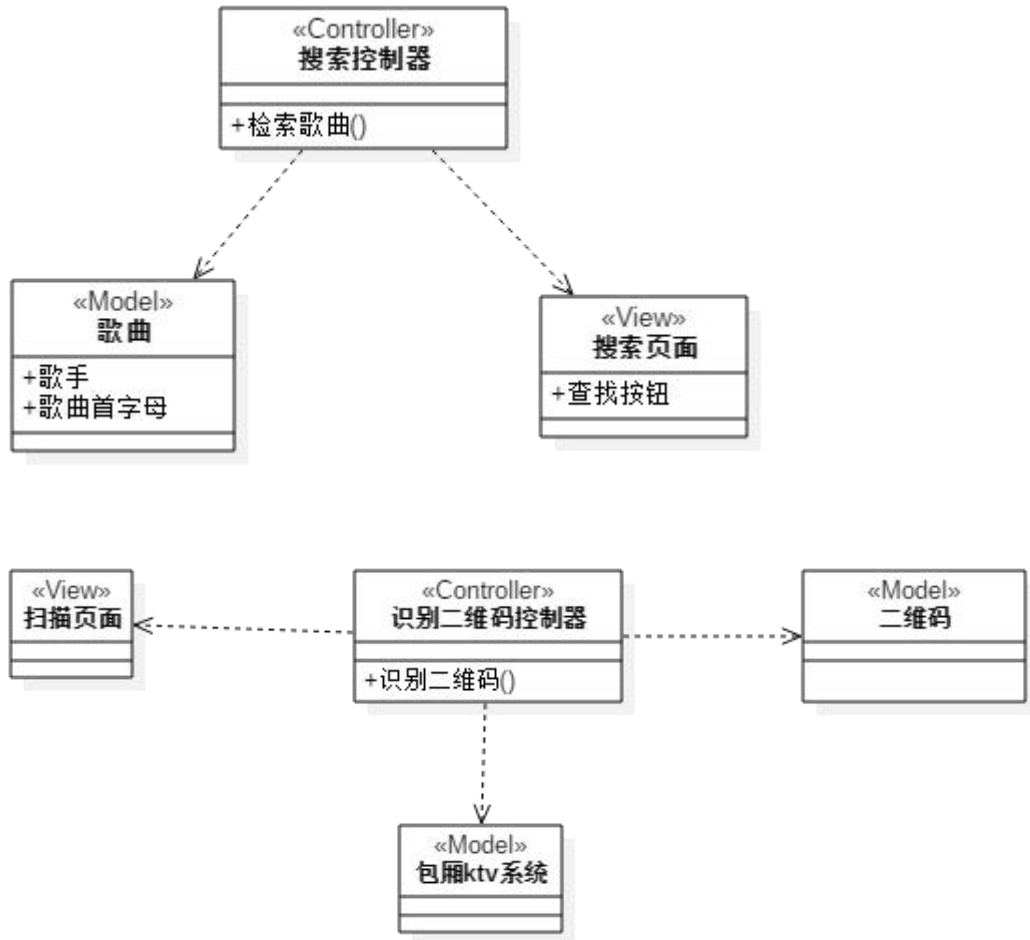 «Controller»
搜索控制器
+检索歌曲()
«Model»
歌曲
+歌手
+歌曲首字母
«View»
搜索页面
+查找按钮
«View»
扫描页面
«Controller»
识别二维码控制器
+识别二维码()
«Model»
二维码
«Model»
包厢ktv系统